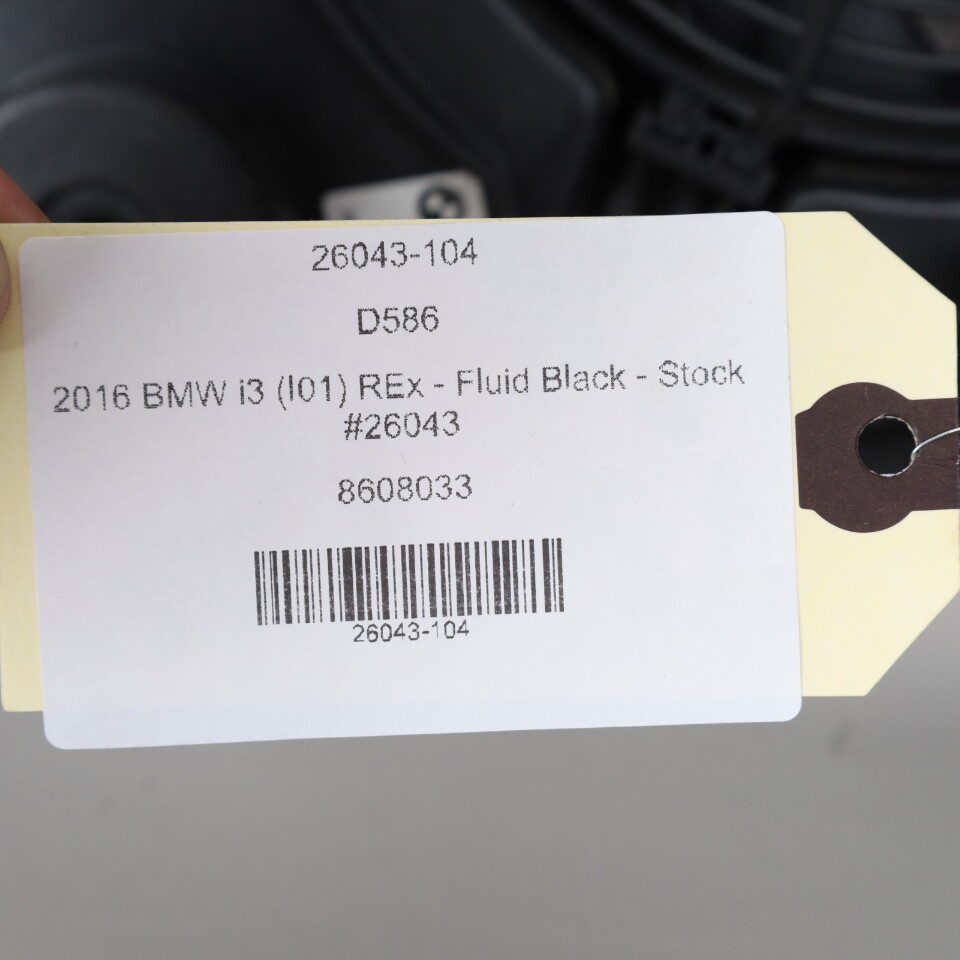 26043-104
D586
2016 BMW i3 (I01) REx - Fluid Black - Stock
#26043
8608033
26043-104